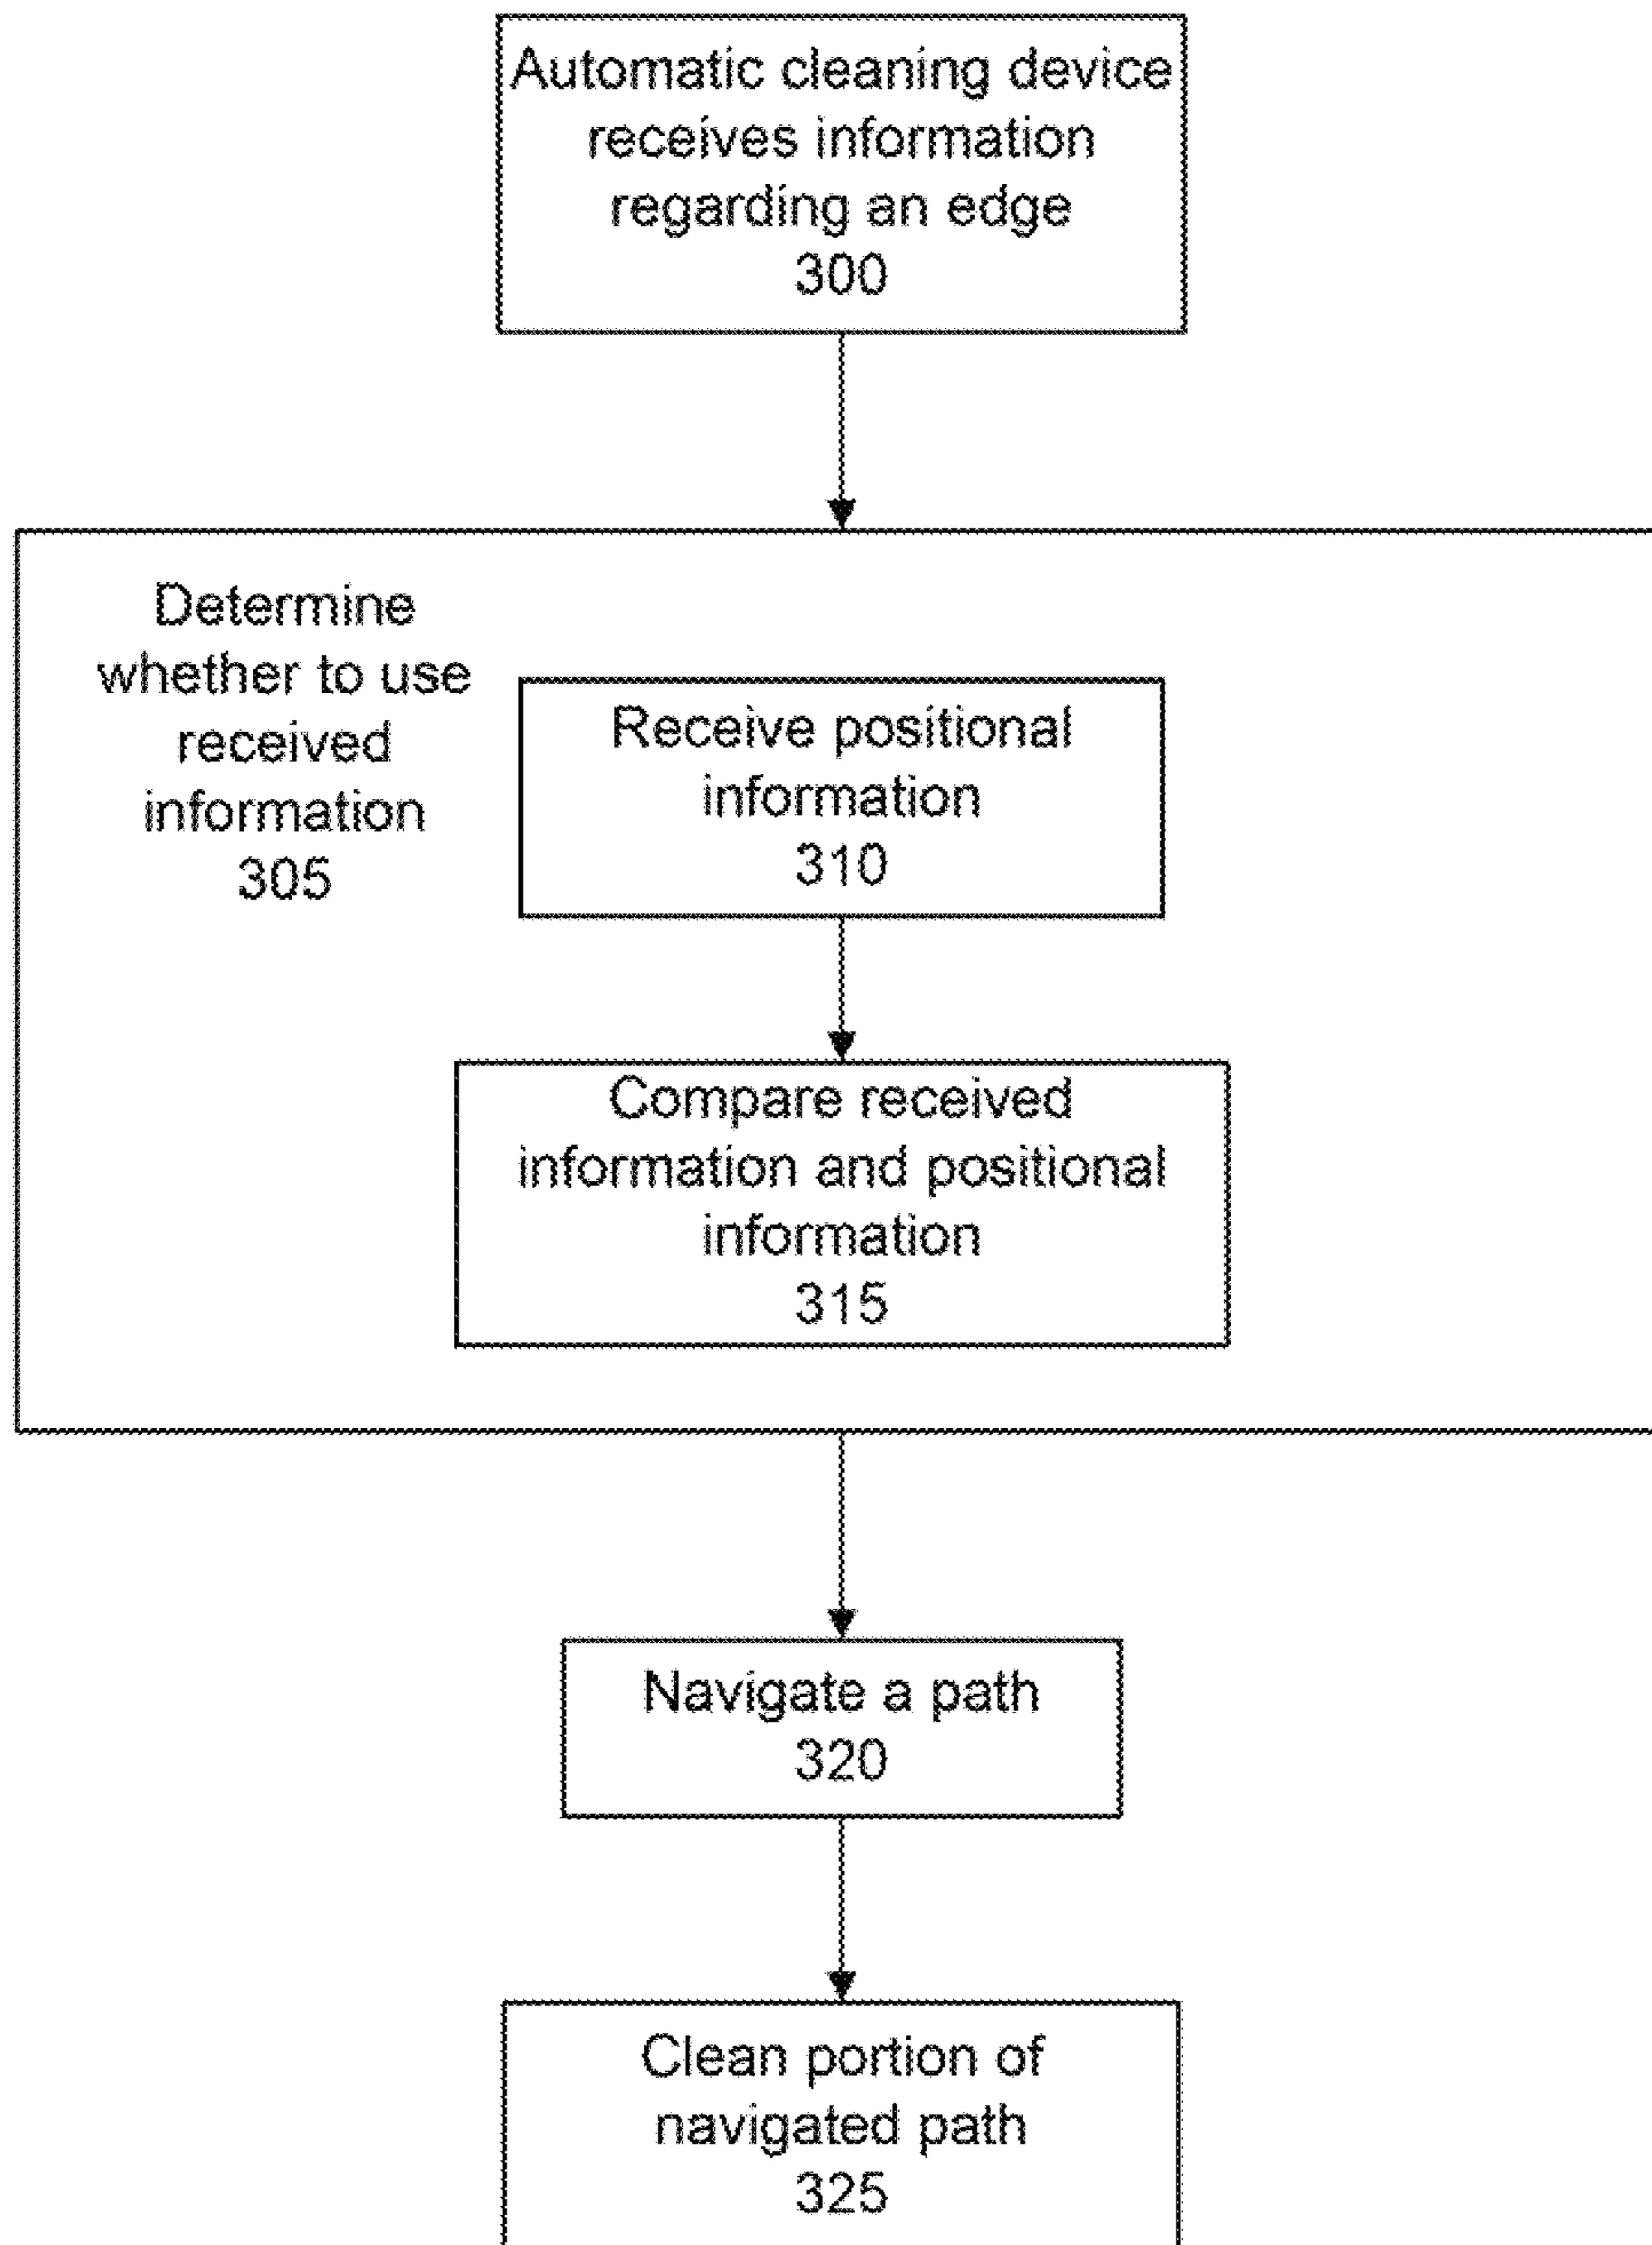 Automatic cleaning device
receives information
regarding an edge
300
Determine
whether to use
received
information
305
Receive positional
information
310
Compare received
information and positional
information
315
Navigate a path
320
Clean portion of
navigated path
325